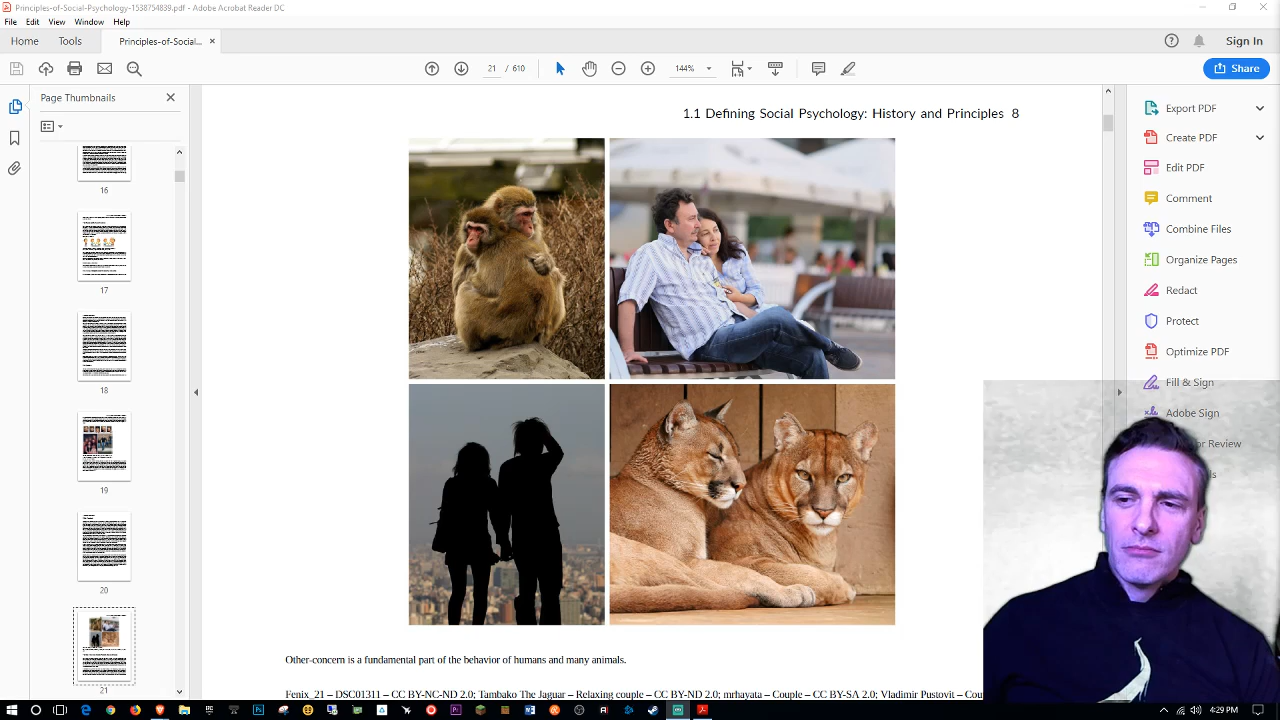 Principles-of-Social-Psychology-1538754839.pdf - Adobe Acrobat Reader DC
File Edit View Window Help
Home Tools Principles-of-Social... × Sign In
21 / 610 144% Share
Page Thumbnails
16
17
18
19
20
21
1.1 Defining Social Psychology: History and Principles 8
Other-concern is a fundamental part of the behavior of humans and many animals.
Fenix_21 – DSC01311 – CC BY-NC-ND 2.0; Tambako The Jaguar – Relaxing couple – CC BY-ND 2.0; mrhayata – Couple – CC BY-SA 2.0; Vladimir Pustovit – Cou
Export PDF
Create PDF
Edit PDF
Comment
Combine Files
Organize Pages
Redact
Protect
Optimize PDF
Fill & Sign
Adobe Sign
or Review
4:29 PM